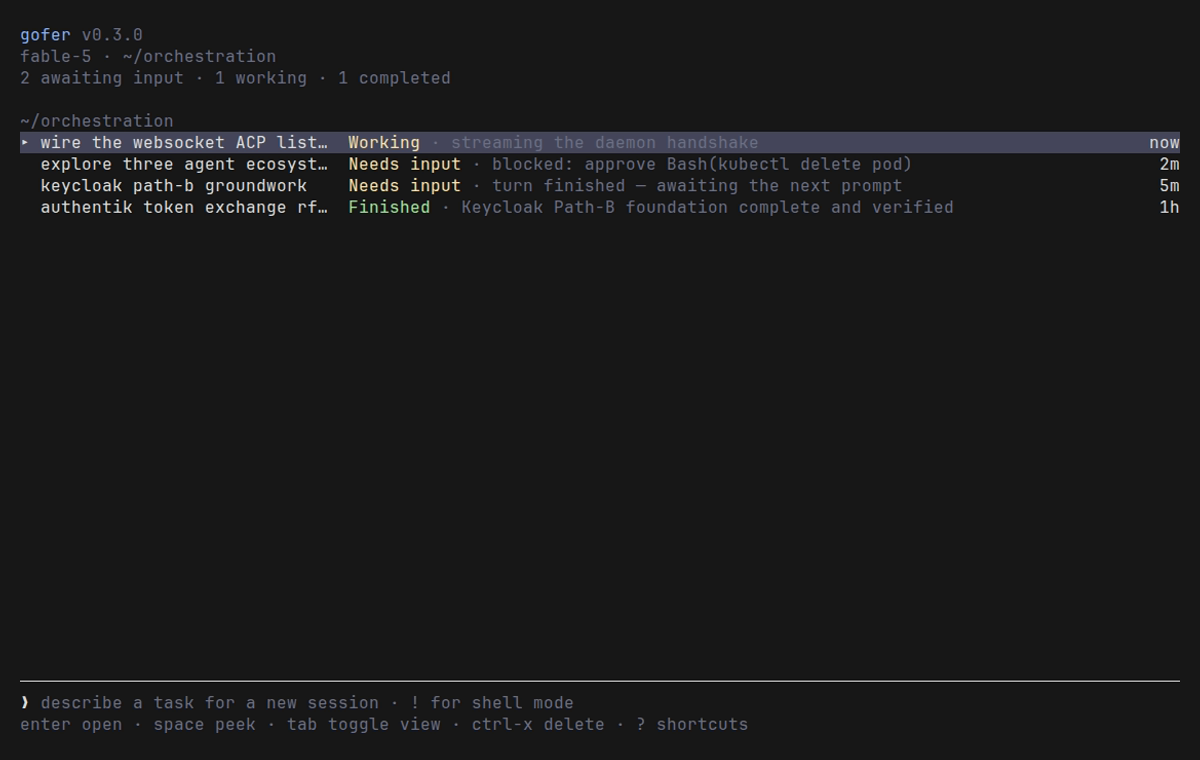 gofer v0.3.0
fable-5 · ~/orchestration
2 awaiting input · 1 working · 1 completed
~/orchestration
▸ wire the websocket ACP list… Working · streaming the daemon handshake now
explore three agent ecosyst… Needs input · blocked: approve Bash(kubectl delete pod) 2m
keycloak path-b groundwork Needs input · turn finished — awaiting the next prompt 5m
authentik token exchange rf… Finished · Keycloak Path-B foundation complete and verified 1h
❯ describe a task for a new session · ! for shell mode
enter open · space peek · tab toggle view · ctrl-x delete · ? shortcuts